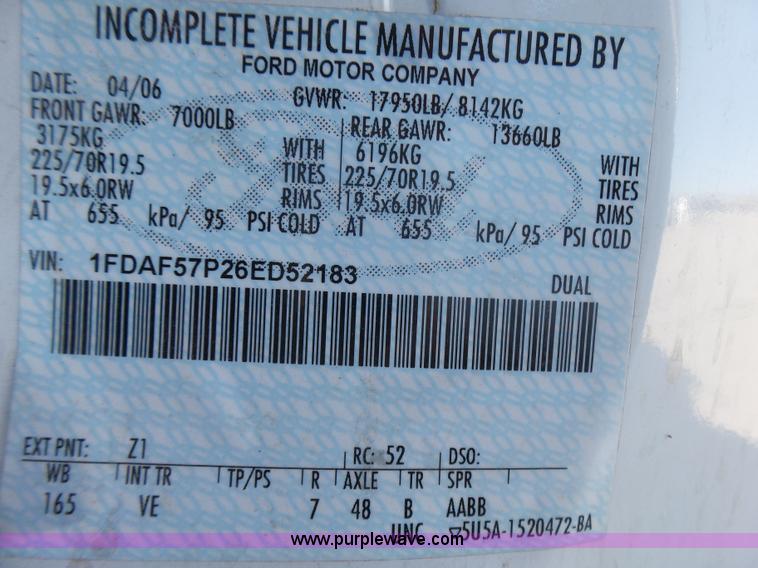 INCOMPLETE VEHICLE MANUFACTURED BY
FORD MOTOR COMPANY
DATE: 04/06 GVWR: 17950LB/ 8142KG
FRONT GAWR: 7000LB REAR GAWR: 13660LB
3175KG WITH 6196KG WITH
225/70R19.5 TIRES 225/70R19.5 TIRES
19.5x6.0RW RIMS 19.5x6.0RW RIMS
AT 655 kPa/ 95 PSI COLD AT 655 kPa/ 95 PSI COLD
VIN: 1FDAF57P26ED52183 DUAL
EXT PNT: Z1 RC: 52 DSO:
WB INT TR TP/PS R AXLE TR SPR
165 VE 7 48 B AABB
UNC 5U5A-1520472-BA
www.purplewave.com